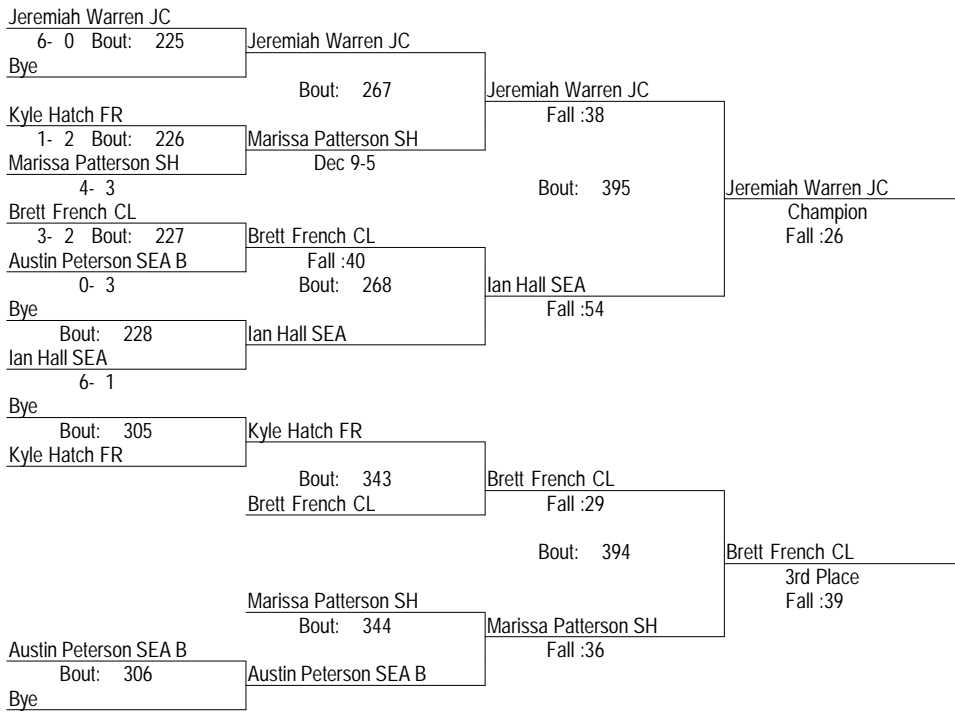 Jeremiah Warren JC
6- 0 Bout: 225
Bye
Jeremiah Warren JC
Bout: 267
Kyle Hatch FR
1- 2 Bout: 226
Marissa Patterson SH
4- 3
Marissa Patterson SH
Dec 9-5
Jeremiah Warren JC
Fall :38
Brett French CL
3- 2 Bout: 227
Austin Peterson SEA B
0- 3
Brett French CL
Fall :40
Bout: 268
Bye
Bout: 228
Ian Hall SEA
6- 1
Ian Hall SEA
Ian Hall SEA
Fall :54
Bout: 395
Jeremiah Warren JC
Champion
Fall :26
Bye
Bout: 305
Kyle Hatch FR
Kyle Hatch FR
Bout: 343
Brett French CL
Brett French CL
Fall :29
Bout: 394
Brett French CL
3rd Place
Fall :39
Marissa Patterson SH
Bout: 344
Marissa Patterson SH
Fall :36
Austin Peterson SEA B
Bout: 306
Bye
Austin Peterson SEA B